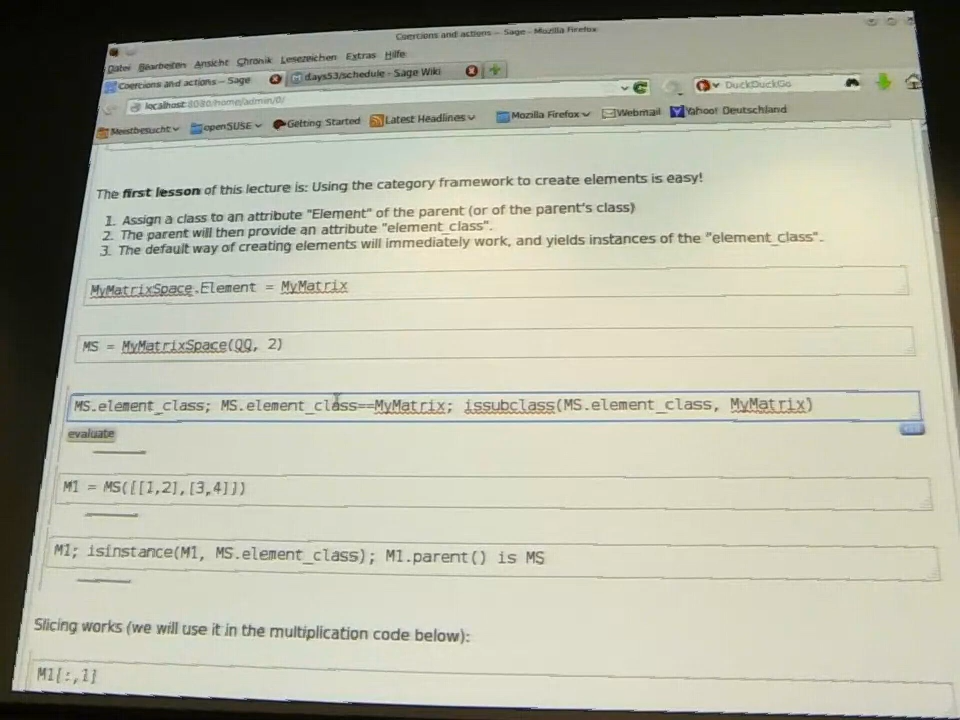 Coercions and actions -- Sage - Mozilla Firefox
Datei Bearbeiten Ansicht Chronik Lesezeichen Extras Hilfe
Coercions and actions -- Sage days53/schedule - Sage Wiki
localhost:8080/home/admin/0/ DuckDuckGo
Meistbesucht openSUSE Getting Started Latest Headlines Mozilla Firefox Webmail Yahoo! Deutschland
The first lesson of this lecture is: Using the category framework to create elements is easy!
1. Assign a class to an attribute "Element" of the parent (or of the parent's class)
2. The parent will then provide an attribute "element_class".
3. The default way of creating elements will immediately work, and yields instances of the "element_class".
MyMatrixSpace.Element = MyMatrix
MS = MyMatrixSpace(QQ, 2)
MS.element_class; MS.element_class==MyMatrix; issubclass(MS.element_class, MyMatrix)
evaluate
M1 = MS([[1,2],[3,4]])
M1; isinstance(M1, MS.element_class); M1.parent() is MS
Slicing works (we will use it in the multiplication code below):
M1[:,1]